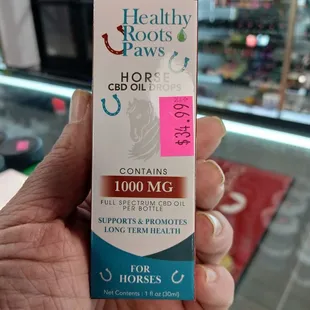 Healthy
Roots
Paws
HORSE
CBD OIL DROPS
$34.99
CONTAINS
1000 MG
FULL SPECTRUM CBD OIL
PER BOTTLE
SUPPORTS & PROMOTES
LONG TERM HEALTH
FOR
HORSES
Net Contents : 1 fl oz (30ml)